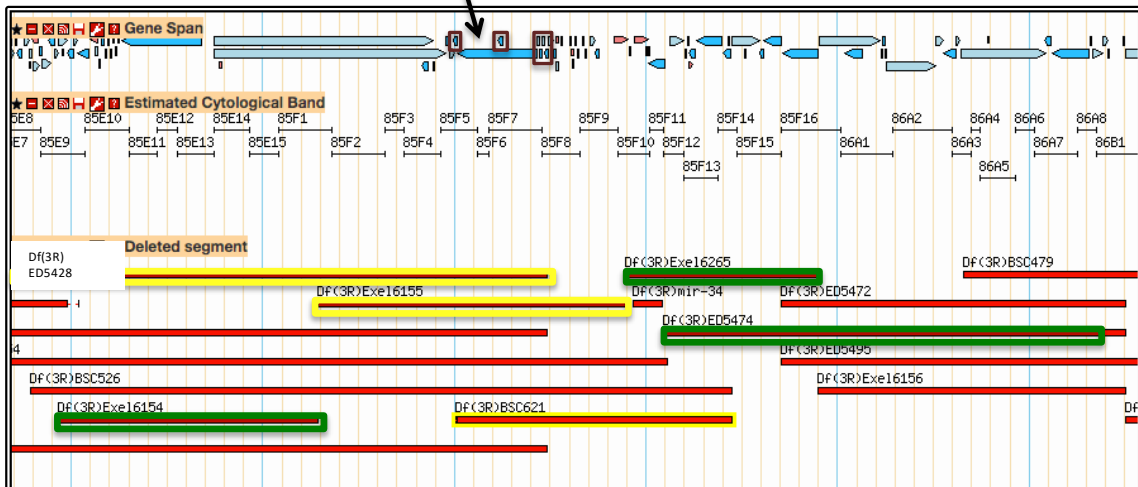 Gene Span
Estimated Cytological Band
85E8 85E10 85E12 85E14 85F1 85F3 85F5 85F7 85F9 85F11 85F14 85F16 86A2 86A4 86A6 86A8
E7 85E9 85E11 85E13 85E15 85F2 85F4 85F6 85F8 85F10 85F12 85F15 86A1 86A3 86A7 86B1
85F13 86A5
Deleted segment
Df(3R)
ED5428
Df(3R)Exel6265 Df(3R)BSC479
Df(3R)Exel6155 Df(3R)mir-34 Df(3R)ED5472
Df(3R)ED5474
4 Df(3R)ED5495
Df(3R)BSC526 Df(3R)Exel6156
Df(3R)Exel6154 Df(3R)BSC621 Df